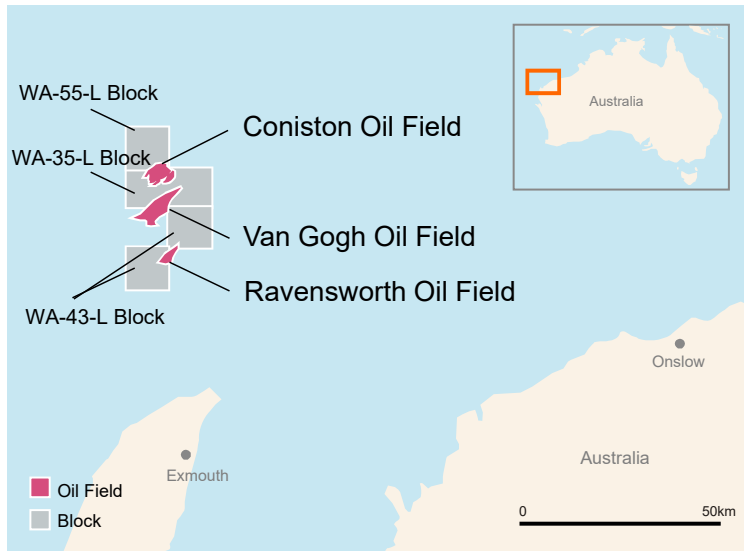 WA-55-L Block
Coniston Oil Field
WA-35-L Block
Van Gogh Oil Field
Ravensworth Oil Field
WA-43-L Block
Australia
Onslow
Exmouth
Australia
Oil Field
Block
0 50km